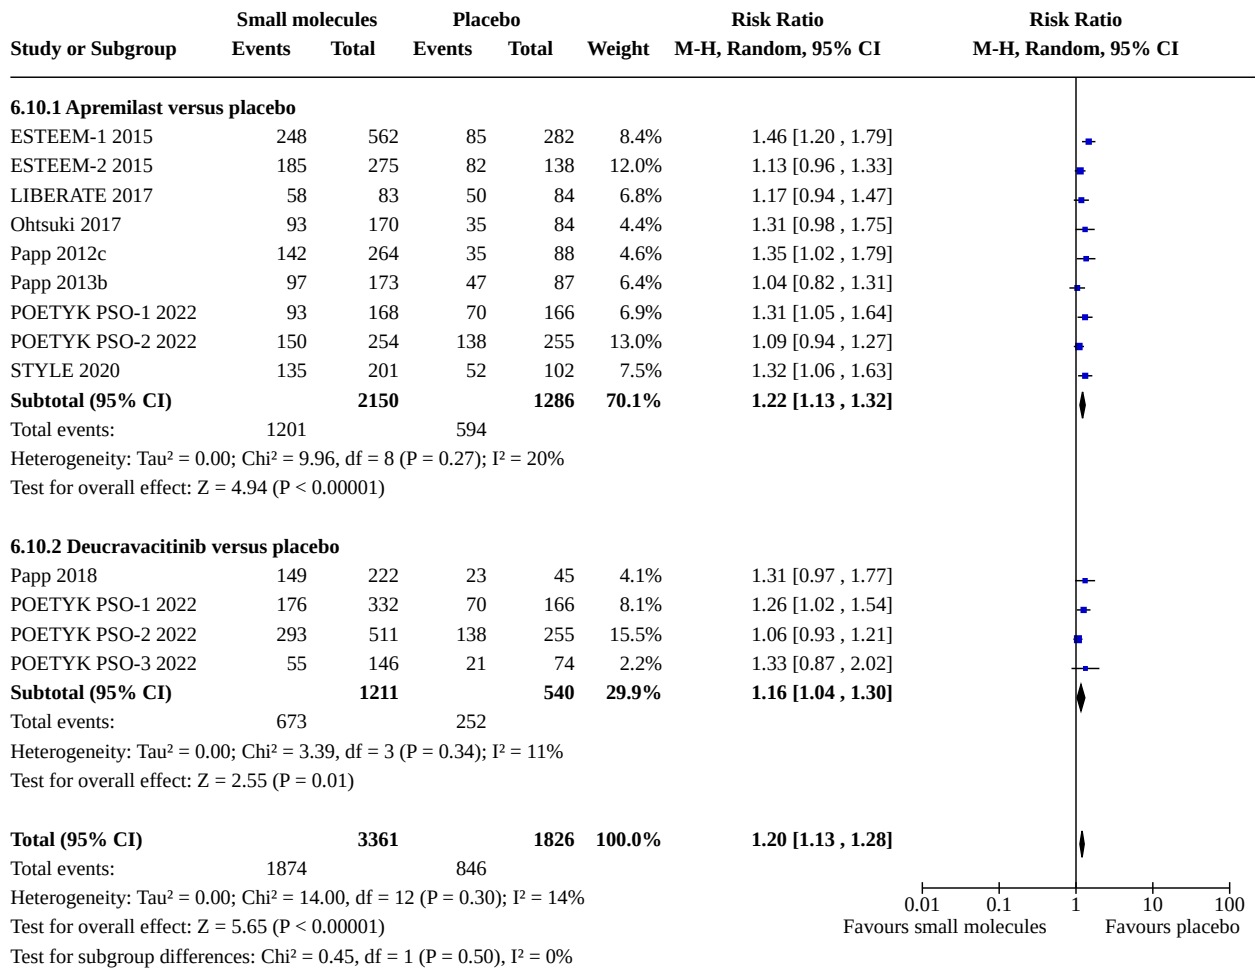 Small molecules Placebo Risk Ratio Risk Ratio
Study or Subgroup Events Total Events Total Weight M-H, Random, 95% CI M-H, Random, 95% CI
6.10.1 Apremilast versus placebo
ESTEEM-1 2015 248 562 85 282 8.4% 1.46 [1.20 , 1.79]
ESTEEM-2 2015 185 275 82 138 12.0% 1.13 [0.96 , 1.33]
LIBERATE 2017 58 83 50 84 6.8% 1.17 [0.94 , 1.47]
Ohtsuki 2017 93 170 35 84 4.4% 1.31 [0.98 , 1.75]
Papp 2012c 142 264 35 88 4.6% 1.35 [1.02 , 1.79]
Papp 2013b 97 173 47 87 6.4% 1.04 [0.82 , 1.31]
POETYK PSO-1 2022 93 168 70 166 6.9% 1.31 [1.05 , 1.64]
POETYK PSO-2 2022 150 254 138 255 13.0% 1.09 [0.94 , 1.27]
STYLE 2020 135 201 52 102 7.5% 1.32 [1.06 , 1.63]
Subtotal (95% CI) 2150 1286 70.1% 1.22 [1.13 , 1.32]
Total events: 1201 594
Heterogeneity: Tau² = 0.00; Chi² = 9.96, df = 8 (P = 0.27); I² = 20%
Test for overall effect: Z = 4.94 (P < 0.00001)
6.10.2 Deucravacitinib versus placebo
Papp 2018 149 222 23 45 4.1% 1.31 [0.97 , 1.77]
POETYK PSO-1 2022 176 332 70 166 8.1% 1.26 [1.02 , 1.54]
POETYK PSO-2 2022 293 511 138 255 15.5% 1.06 [0.93 , 1.21]
POETYK PSO-3 2022 55 146 21 74 2.2% 1.33 [0.87 , 2.02]
Subtotal (95% CI) 1211 540 29.9% 1.16 [1.04 , 1.30]
Total events: 673 252
Heterogeneity: Tau² = 0.00; Chi² = 3.39, df = 3 (P = 0.34); I² = 11%
Test for overall effect: Z = 2.55 (P = 0.01)
Total (95% CI) 3361 1826 100.0% 1.20 [1.13 , 1.28]
Total events: 1874 846
Heterogeneity: Tau² = 0.00; Chi² = 14.00, df = 12 (P = 0.30); I² = 14%
0.01 0.1 1 10 100
Test for overall effect: Z = 5.65 (P < 0.00001) Favours small molecules Favours placebo
Test for subgroup differences: Chi² = 0.45, df = 1 (P = 0.50), I² = 0%